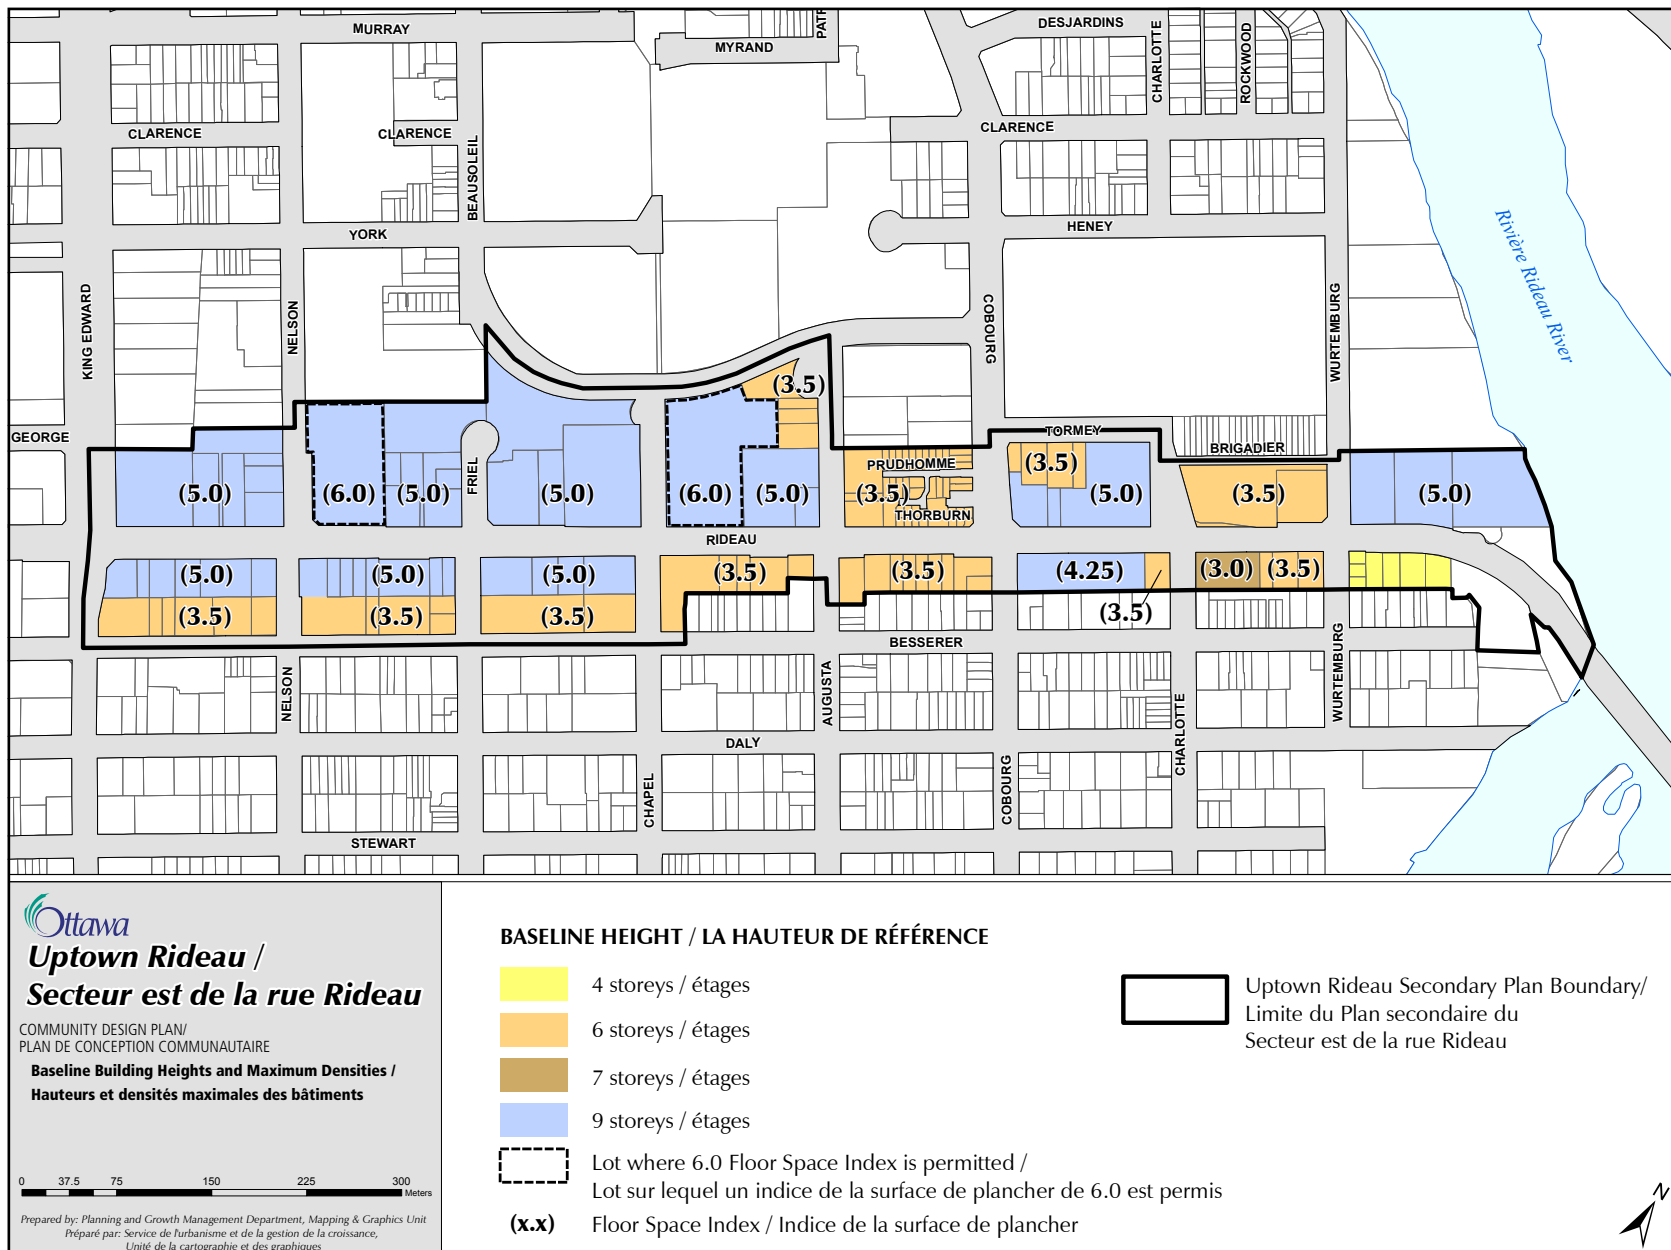 MURRAY
DESJARDINS
MYRAND
PATR
CHARLOTTE
ROCKWOOD
CLARENCE
CLARENCE
CLARENCE
BEAUSOLEIL
YORK
HENEY
Rivière Rideau River
KING EDWARD
NELSON
COBOURG
WURTEMBURG
(3.5)
GEORGE
TORMEY
BRIGADIER
PRUDHOMME
FRIEL
(5.0)
(6.0)
(5.0)
(5.0)
(6.0)
(5.0)
(3.5)
(3.5)
(5.0)
(3.5)
(5.0)
THORBURN
RIDEAU
(5.0)
(5.0)
(5.0)
(3.5)
(3.5)
(4.25)
(3.0)
(3.5)
(3.5)
(3.5)
(3.5)
(3.5)
BESSERER
NELSON
AUGUSTA
CHARLOTTE
WURTEMBURG
DALY
CHAPEL
COBOURG
STEWART
Ottawa
Uptown Rideau /
Secteur est de la rue Rideau
COMMUNITY DESIGN PLAN/
PLAN DE CONCEPTION COMMUNAUTAIRE
Baseline Building Heights and Maximum Densities /
Hauteurs et densités maximales des bâtiments
0 37.5 75 150 225 300
Meters
Prepared by: Planning and Growth Management Department, Mapping & Graphics Unit
Préparé par: Service de l'urbanisme et de la gestion de la croissance,
Unité de la cartographie et des graphiques
BASELINE HEIGHT / LA HAUTEUR DE RÉFÉRENCE
4 storeys / étages
6 storeys / étages
7 storeys / étages
9 storeys / étages
Lot where 6.0 Floor Space Index is permitted /
Lot sur lequel un indice de la surface de plancher de 6.0 est permis
(x.x) Floor Space Index / Indice de la surface de plancher
Uptown Rideau Secondary Plan Boundary/
Limite du Plan secondaire du
Secteur est de la rue Rideau
N